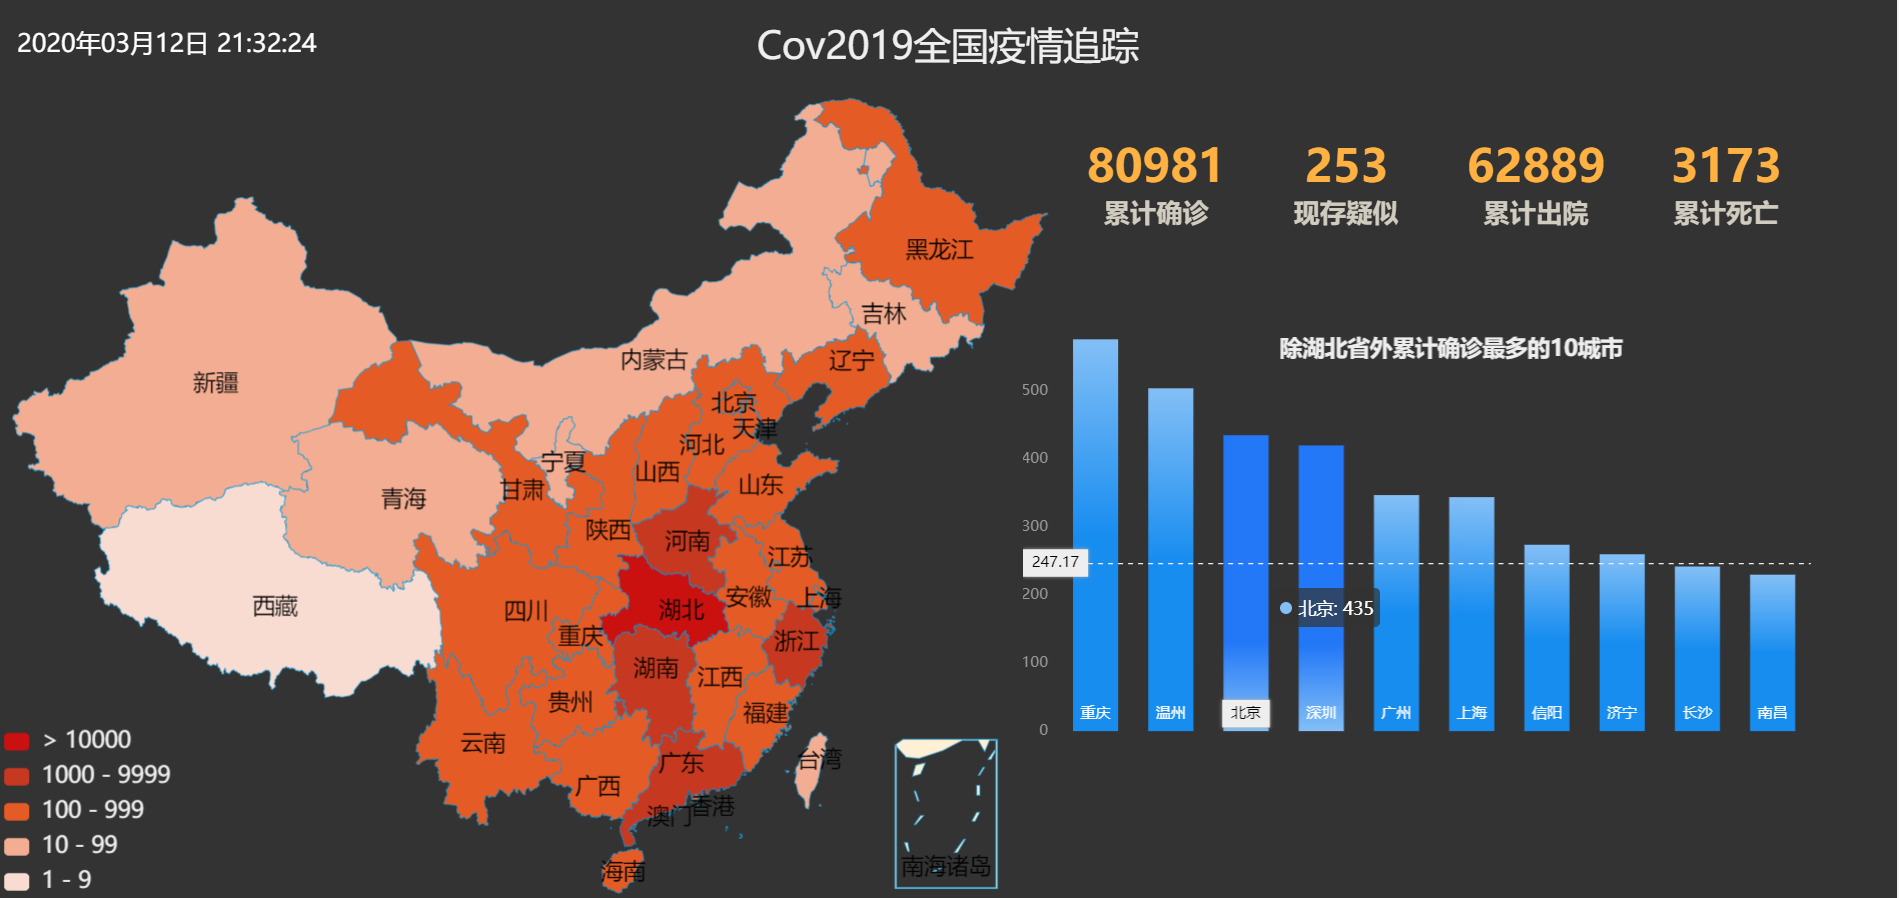 2020年03月12日 21:32:24
Cov2019全国疫情追踪
80981
253
62889
3173
累计确诊
现存疑似
累计出院
累计死亡
黑龙江
吉林
内蒙古
辽宁
新疆
北京
天津
河北
宁夏
山西
山东
甘肃
青海
陕西
河南
江苏
西藏
四川
湖北
安徽
上海
重庆
浙江
湖南
江西
贵州
福建
云南
台湾
广东
广西
澳门
香港
海南
南海诸岛
> 10000
1000 - 9999
100 - 999
10 - 99
1 - 9
除湖北省外累计确诊最多的10城市
500
400
300
247.17
200
100
0
北京: 435
重庆
温州
北京
深圳
广州
上海
信阳
济宁
长沙
南昌